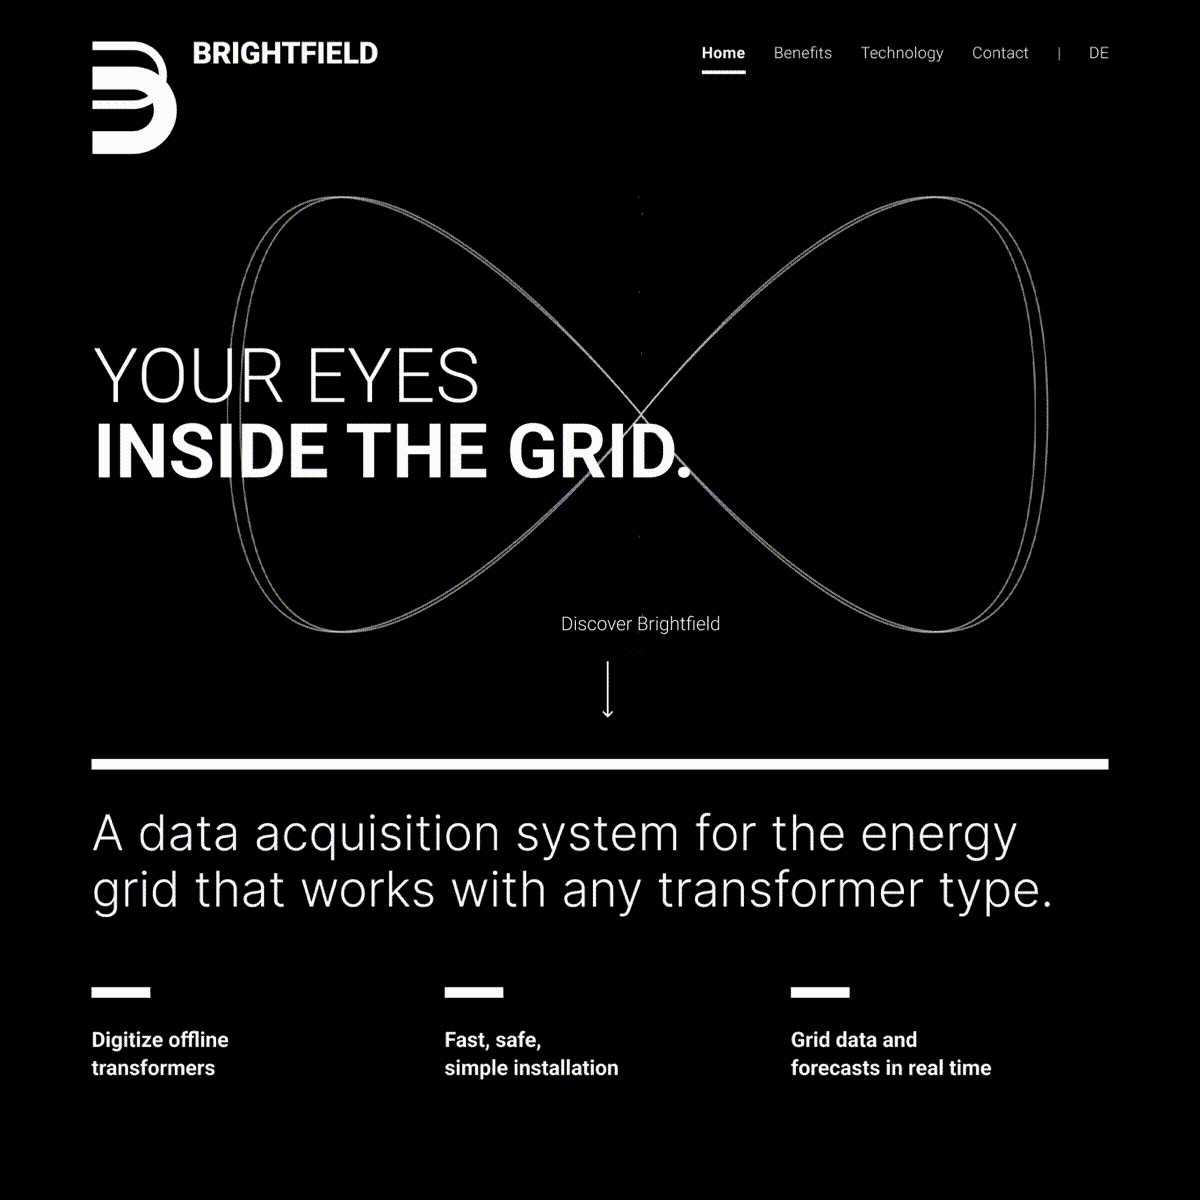 BRIGHTFIELD
Home Benefits Technology Contact | DE
YOUR EYES
INSIDE THE GRID.
Discover Brightfield
A data acquisition system for the energy
grid that works with any transformer type.
Digitize offline
transformers
Fast, safe,
simple installation
Grid data and
forecasts in real time